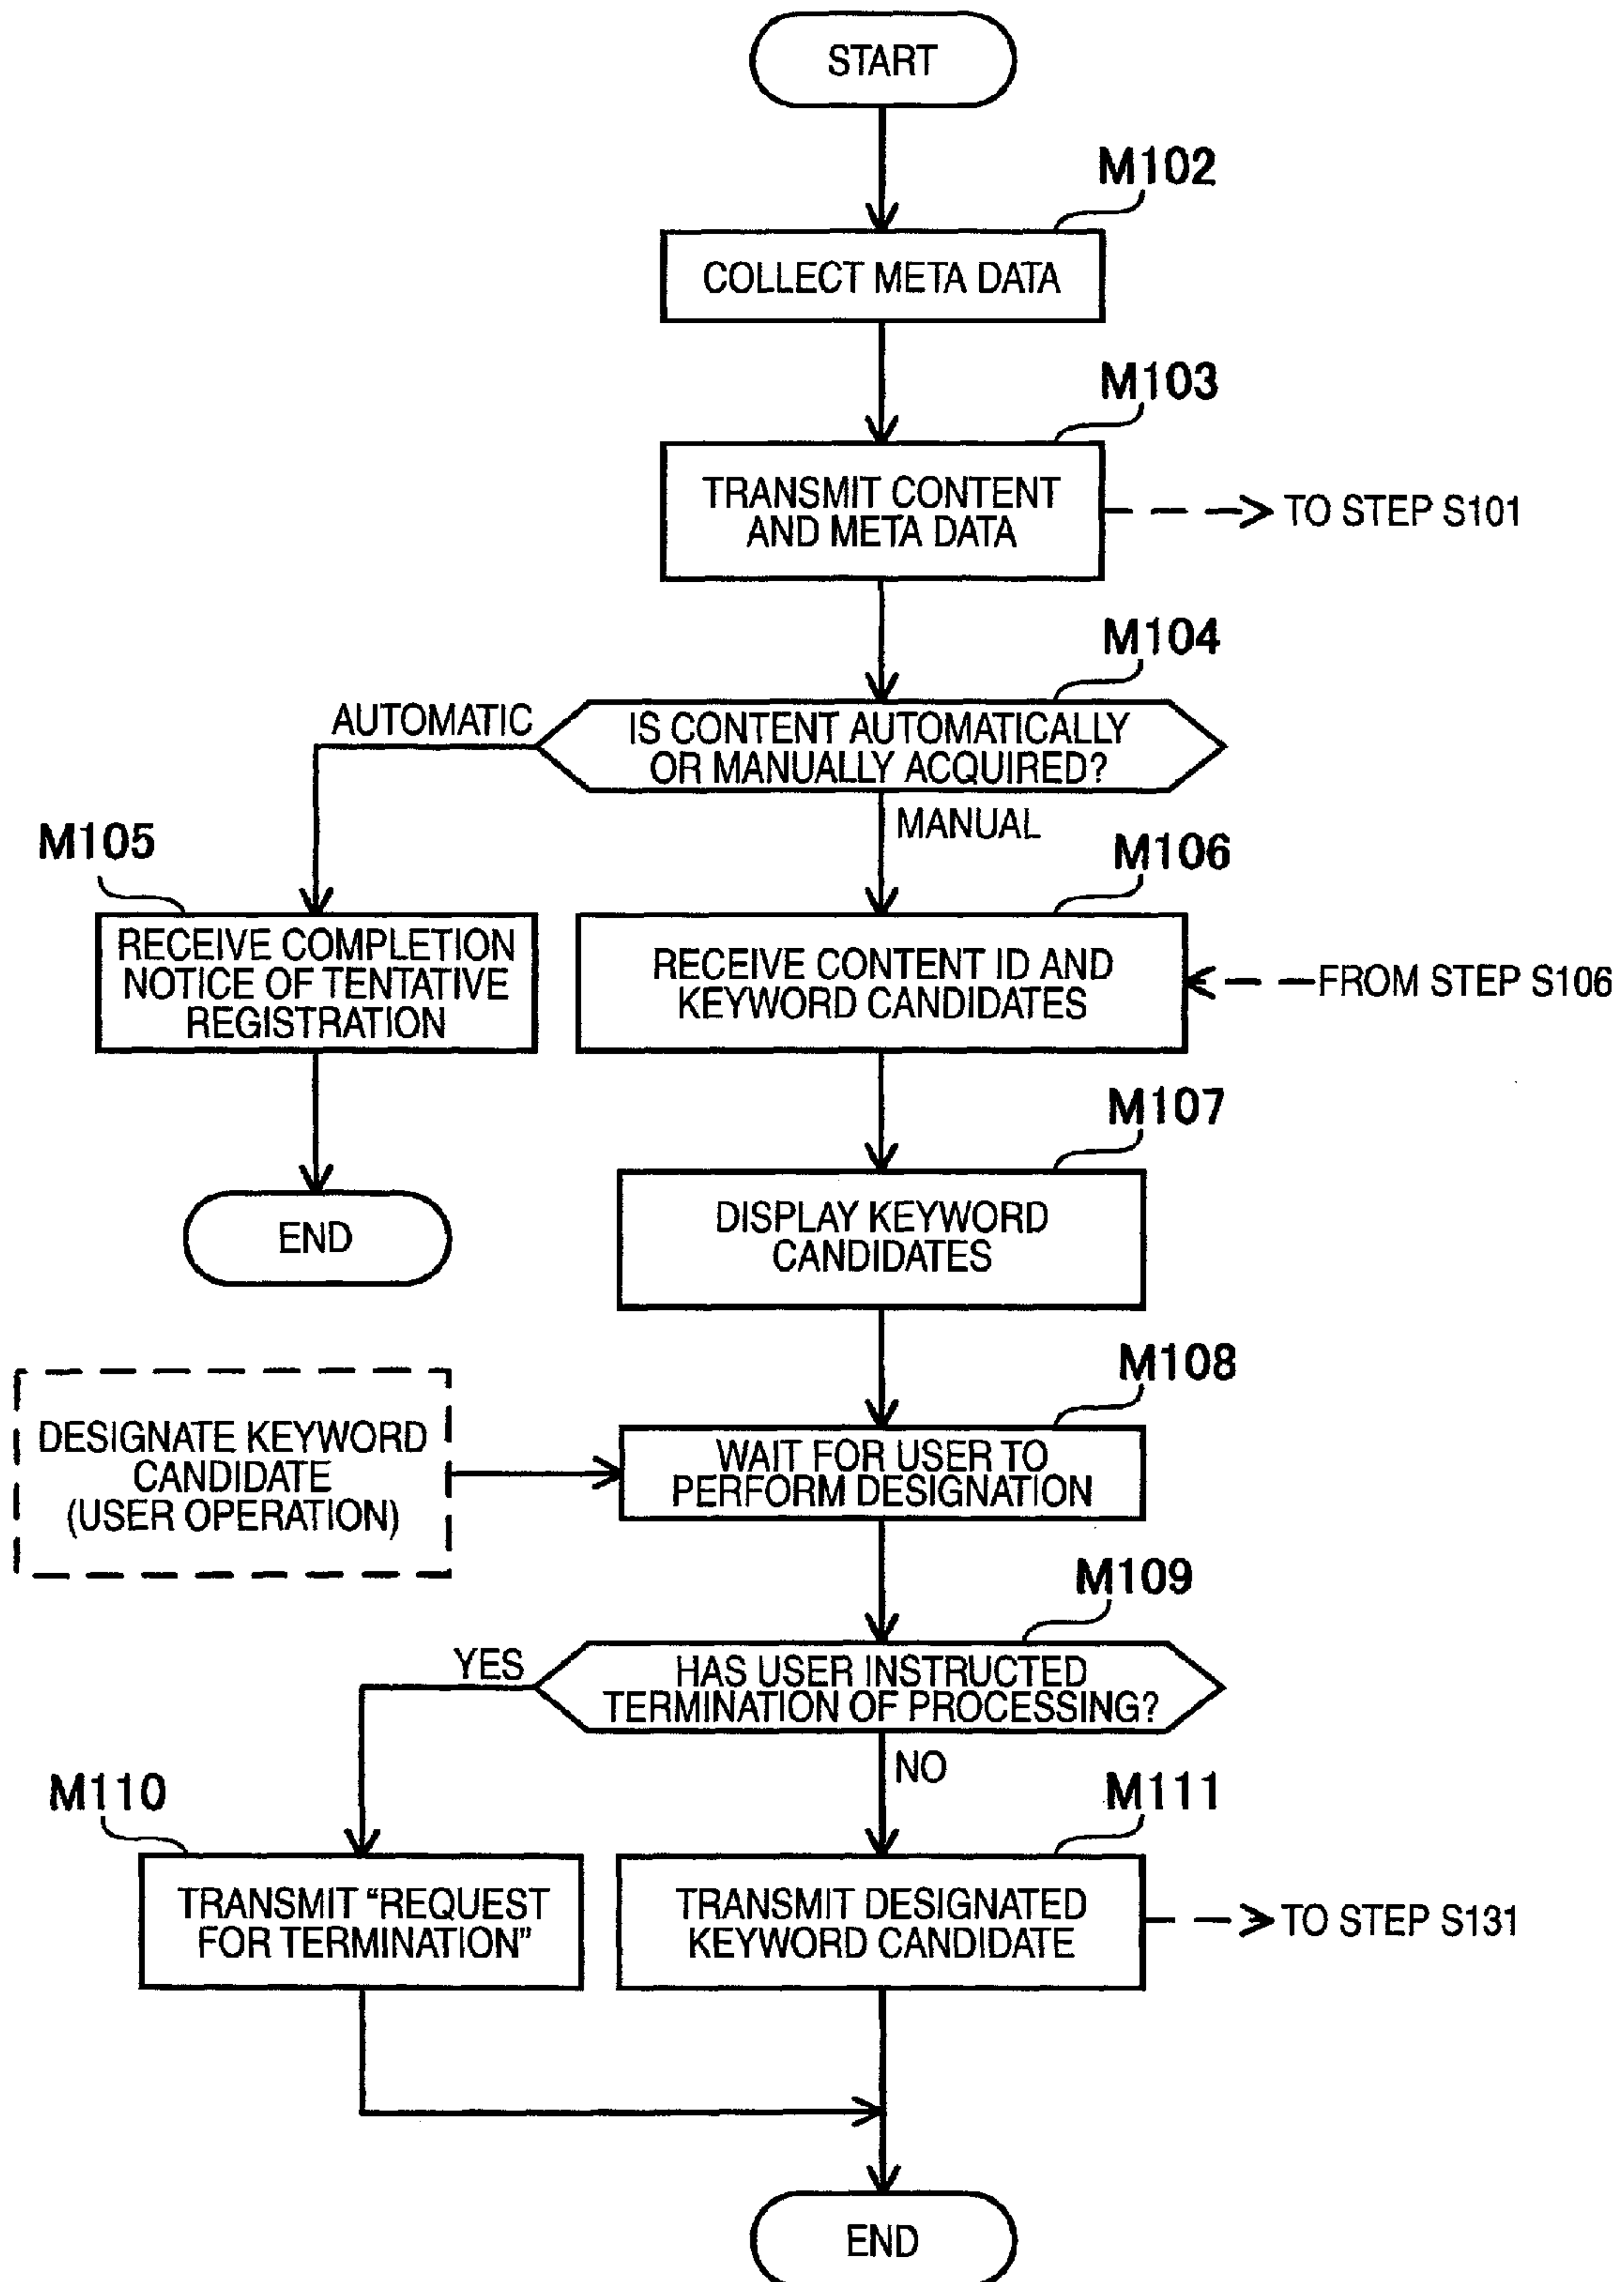 START
M102
COLLECT META DATA
M103
TRANSMIT CONTENT
AND META DATA
TO STEP S101
M104
AUTOMATIC
IS CONTENT AUTOMATICALLY
OR MANUALLY ACQUIRED?
MANUAL
M105
M106
RECEIVE COMPLETION
NOTICE OF TENTATIVE
REGISTRATION
RECEIVE CONTENT ID AND
KEYWORD CANDIDATES
FROM STEP S106
M107
END
DISPLAY KEYWORD
CANDIDATES
M108
DESIGNATE KEYWORD
CANDIDATE
(USER OPERATION)
WAIT FOR USER TO
PERFORM DESIGNATION
M109
YES
HAS USER INSTRUCTED
TERMINATION OF PROCESSING?
NO
M110
M111
TRANSMIT “REQUEST
FOR TERMINATION”
TRANSMIT DESIGNATED
KEYWORD CANDIDATE
TO STEP S131
END